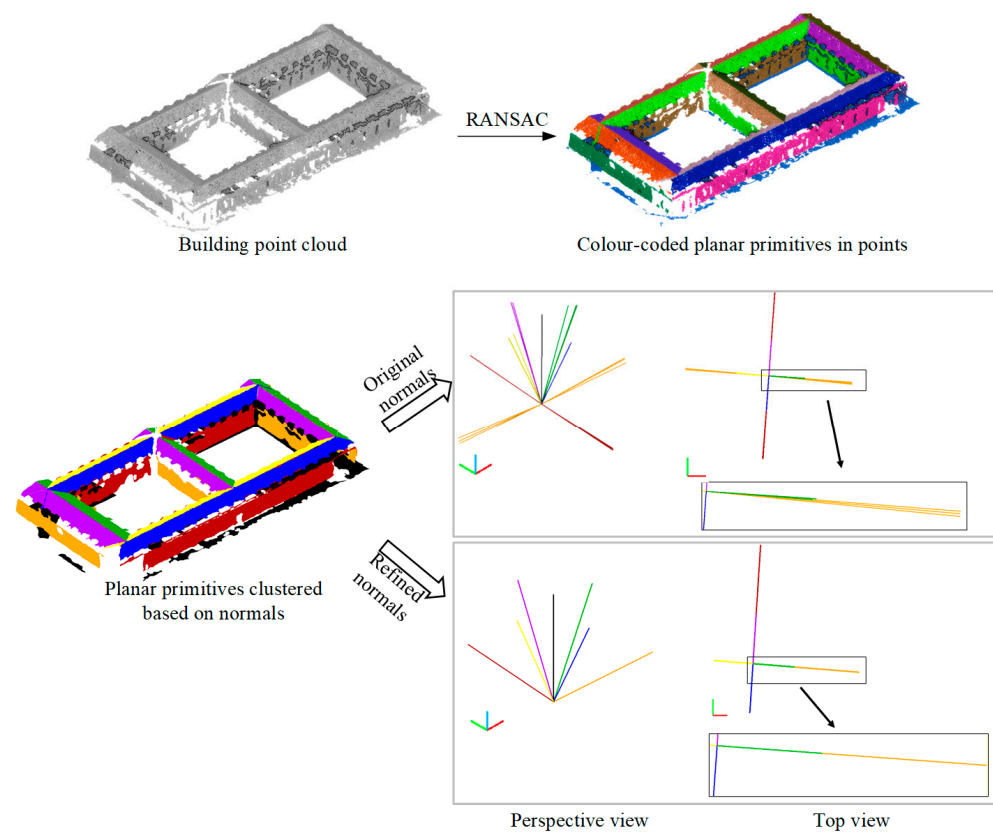 RANSAC
Building point cloud
Colour-coded planar primitives in points
Original
normals
Planar primitives clustered
based on normals
Refined
normals
Perspective view
Top view